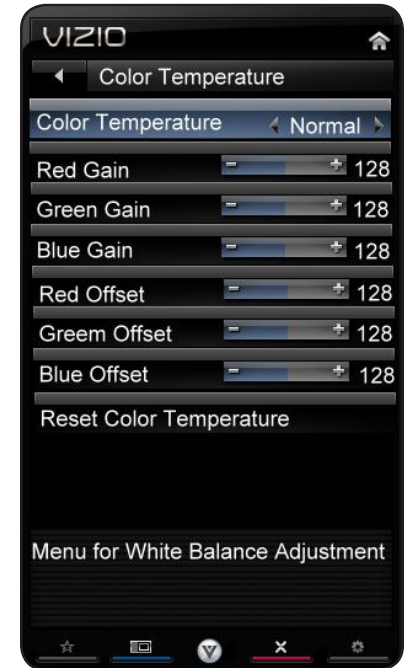 VIZIO
Color Temperature
Color Temperature Normal
Red Gain - + 128
Green Gain - + 128
Blue Gain - + 128
Red Offset - + 128
Greem Offset - + 128
Blue Offset - + 128
Reset Color Temperature
Menu for White Balance Adjustment
V